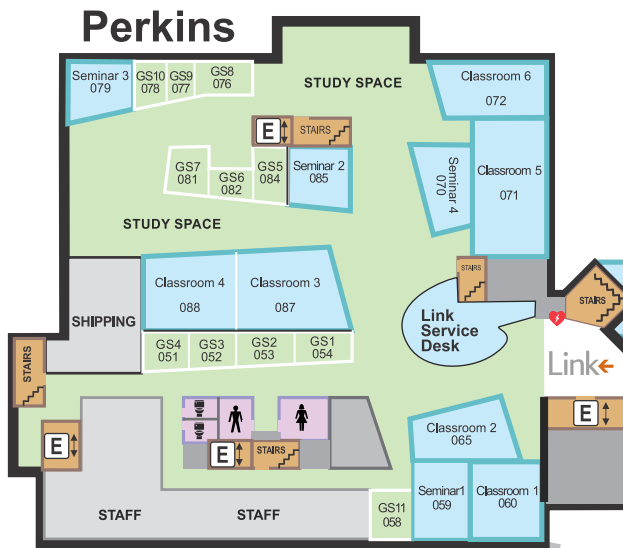 Perkins
Seminar 3
079
GS10
078
GS9
077
GS8
076
STUDY SPACE
Classroom 6
072
E
STAIRS
GS7
081
GS6
082
GS5
084
Seminar 2
085
Seminar 4
070
Classroom 5
071
STUDY SPACE
Classroom 4
088
Classroom 3
087
STAIRS
STAIRS
SHIPPING
Link
Service
Desk
GS4
051
GS3
052
GS2
053
GS1
054
STAIRS
Link
E
E
E
STAIRS
Classroom 2
065
Seminar1
059
Classroom 1
060
GS11
058
STAFF
STAFF